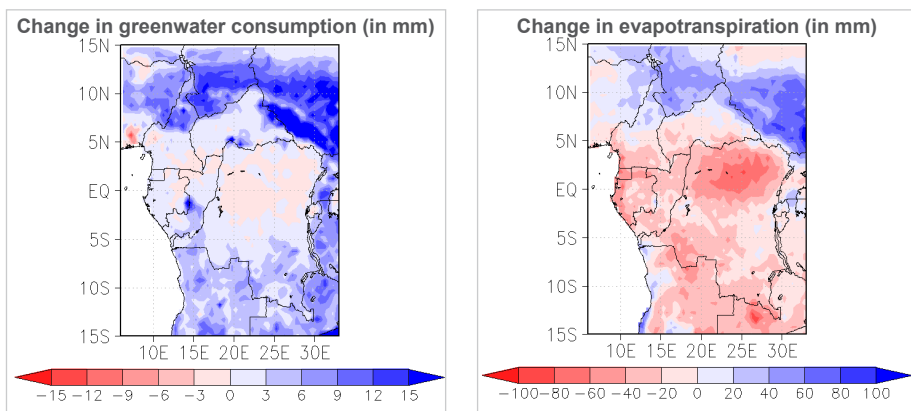 Change in greenwater consumption (in mm)
15N
10N
5N
EQ
5S
10S
15S
10E 15E 20E 25E 30E
−15 −12 −9 −6 −3 0 3 6 9 12 15
Change in evapotranspiration (in mm)
15N
10N
5N
EQ
5S
10S
15S
10E 15E 20E 25E 30E
−100 −80 −60 −40 −20 0 20 40 60 80 100